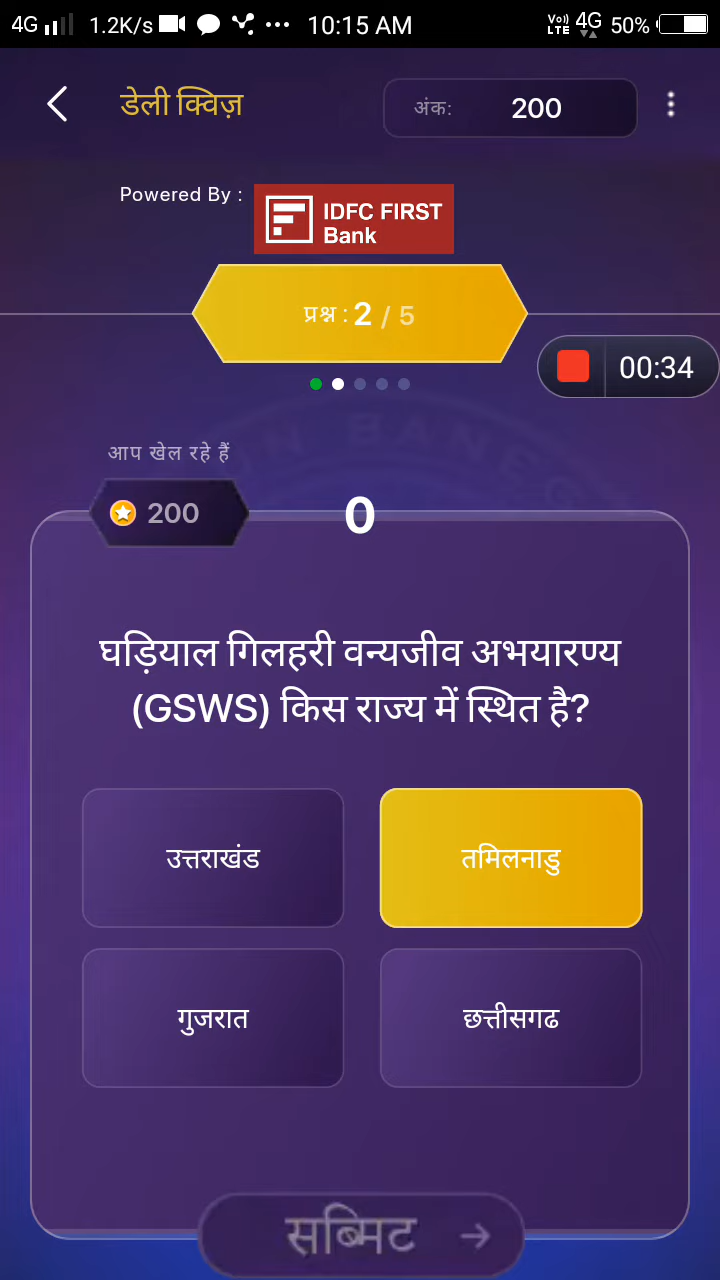 4G 1.2K/s 10:15 AM Vo)) LTE 4G 50%
डेली क्विज़ अंक: 200
Powered By : IDFC FIRST Bank
प्रश्न : 2 / 5
00:34
आप खेल रहे हैं
200 0
घड़ियाल गिलहरी वन्यजीव अभयारण्य
(GSWS) किस राज्य में स्थित है?
उत्तराखंड तमिलनाडु
गुजरात छत्तीसगढ
सब्मिट